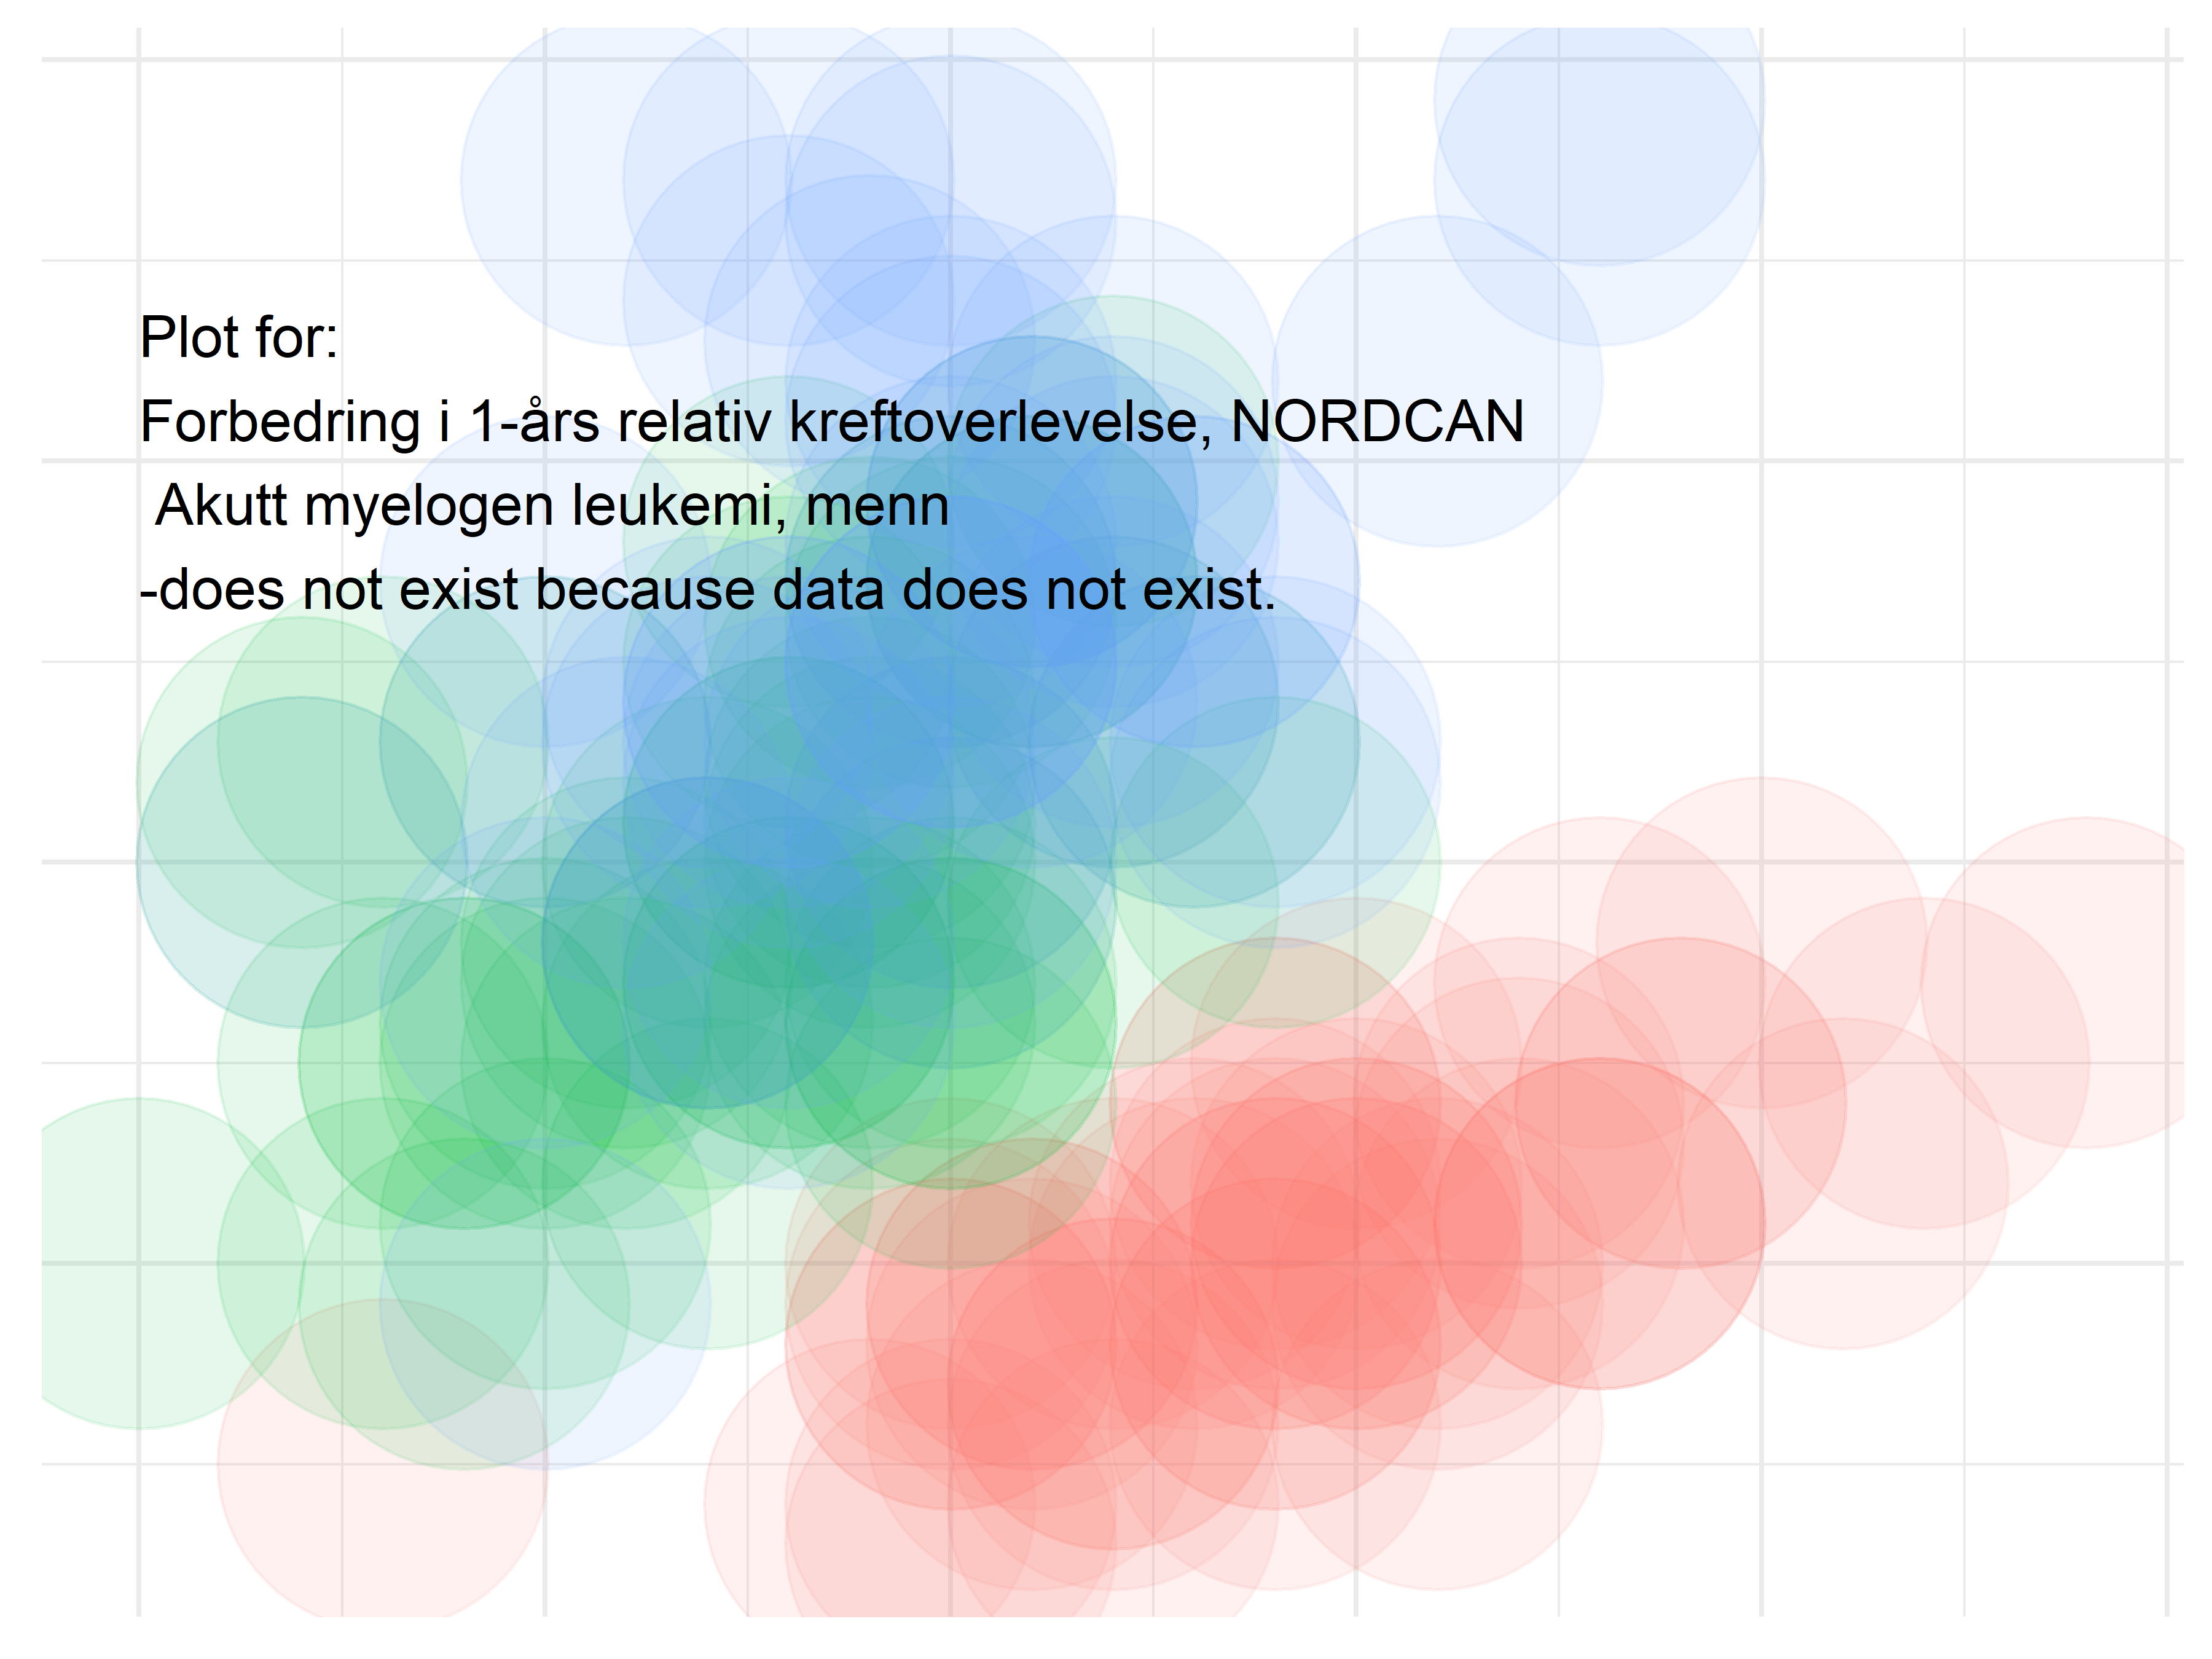 Plot for:
Forbedring i 1-års relativ kreftoverlevelse, NORDCAN
Akutt myelogen leukemi, menn
-does not exist because data does not exist.